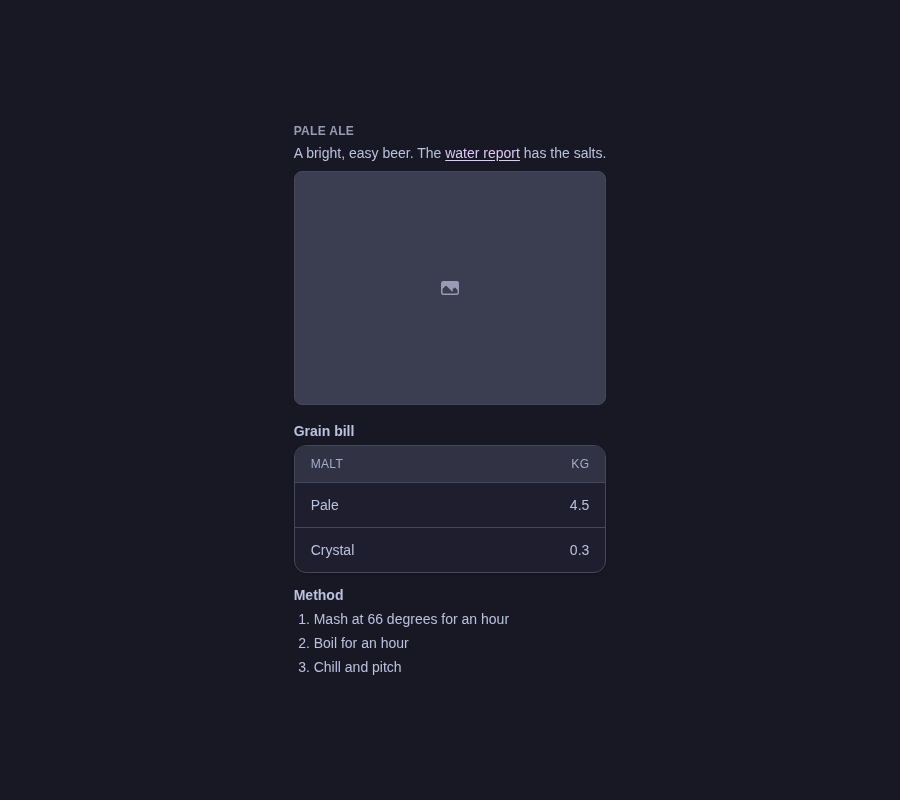 PALE ALE
A bright, easy beer. The water report has the salts.
Grain bill
MALT KG
Pale 4.5
Crystal 0.3
Method
1. Mash at 66 degrees for an hour
2. Boil for an hour
3. Chill and pitch